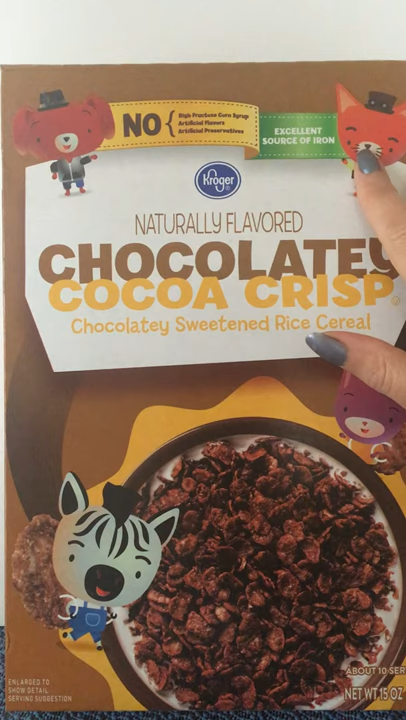 NO { High Fructose Corn Syrup
Artificial Flavors
Artificial Preservatives
EXCELLENT
SOURCE OF IRON
Kroger®
NATURALLY FLAVORED
CHOCOLATEY
COCOA CRISP®
Chocolatey Sweetened Rice Cereal
ENLARGED TO
SHOW DETAIL
SERVING SUGGESTION
ABOUT 10 SER
NET WT 15 OZ